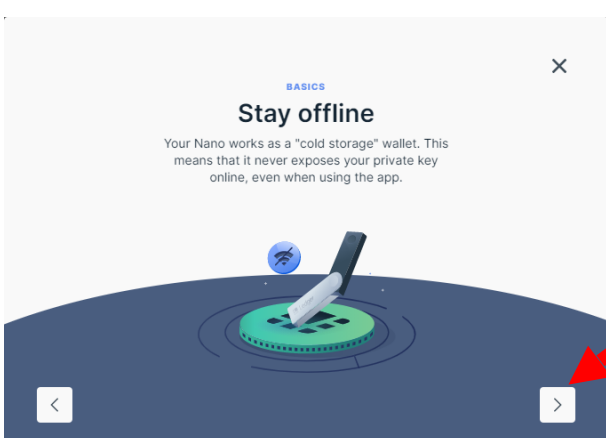 BASICS
Stay offline
Your Nano works as a "cold storage" wallet. This
means that it never exposes your private key
online, even when using the app.